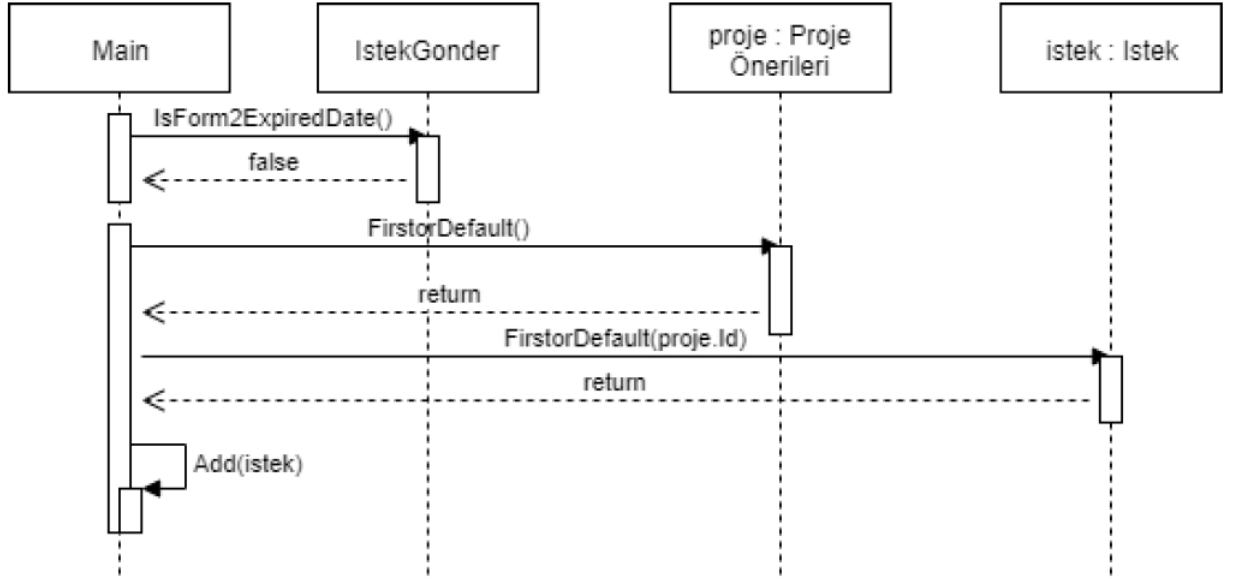 Main
IstekGonder
proje : Proje
Önerileri
istek : Istek
IsForm2ExpiredDate()
false
FirstorDefault()
return
FirstorDefault(proje.Id)
return
Add(istek)